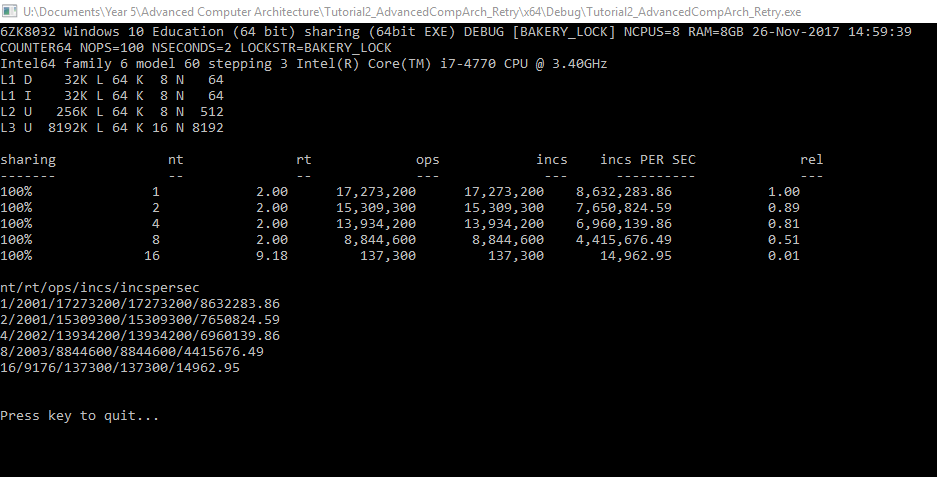 U:\Documents\Year 5\Advanced Computer Architecture\Tutorial2_AdvancedCompArch_Retry\x64\Debug\Tutorial2_AdvancedCompArch_Retry.exe
6ZK8032 Windows 10 Education (64 bit) sharing (64bit EXE) DEBUG [BAKERY_LOCK] NCPUS=8 RAM=8GB 26-Nov-2017 14:59:39
COUNTER64 NOPS=100 NSECONDS=2 LOCKSTR=BAKERY_LOCK
Intel64 family 6 model 60 stepping 3 Intel(R) Core(TM) i7-4770 CPU @ 3.40GHz
L1 D    32K L 64 K  8 N   64
L1 I    32K L 64 K  8 N   64
L2 U   256K L 64 K  8 N  512
L3 U  8192K L 64 K 16 N 8192
sharing              nt              rt             ops            incs    incs PER SEC             rel
-------              --              --             ---             ---      ----------             ---
100%               1            2.00      17,273,200      17,273,200    8,632,283.86            1.00
100%               2            2.00      15,309,300      15,309,300    7,650,824.59            0.89
100%               4            2.00      13,934,200      13,934,200    6,960,139.86            0.81
100%               8            2.00       8,844,600       8,844,600    4,415,676.49            0.51
100%              16            9.18         137,300         137,300       14,962.95            0.01
nt/rt/ops/incs/incspersec
1/2001/17273200/17273200/8632283.86
2/2001/15309300/15309300/7650824.59
4/2002/13934200/13934200/6960139.86
8/2003/8844600/8844600/4415676.49
16/9176/137300/137300/14962.95
Press key to quit...